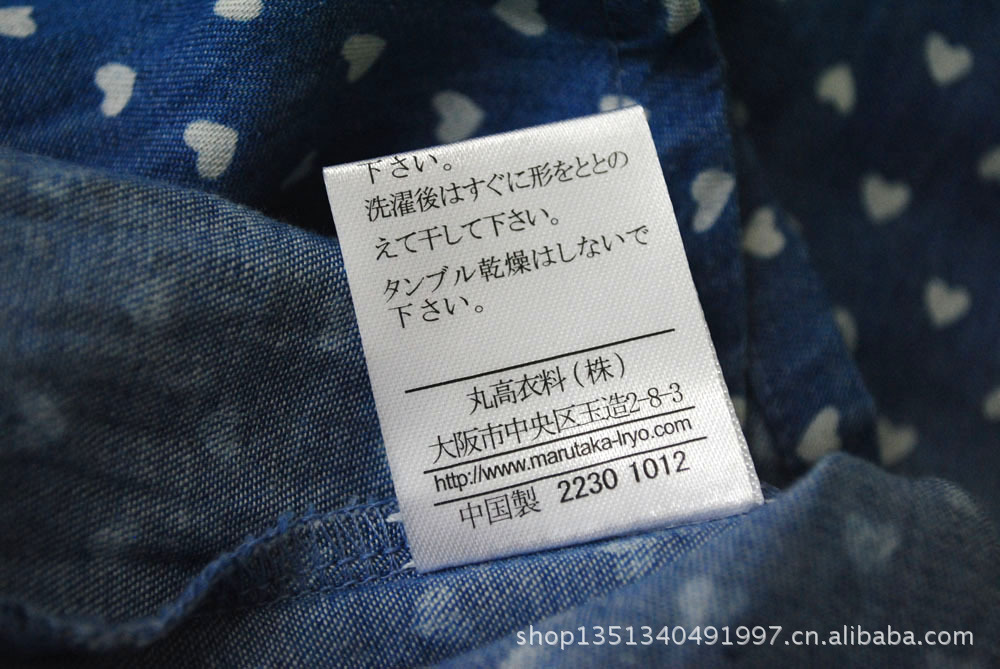 下さい。
洗濯後はすぐに形をととの
えて干して下さい。
タンブル乾燥はしないで
下さい。
丸高衣料(株)
大阪市中央区玉造2-8-3
http://www.marutaka-Iryo.com
中国製 2230 1012
shop1351340491997.cn.alibaba.com